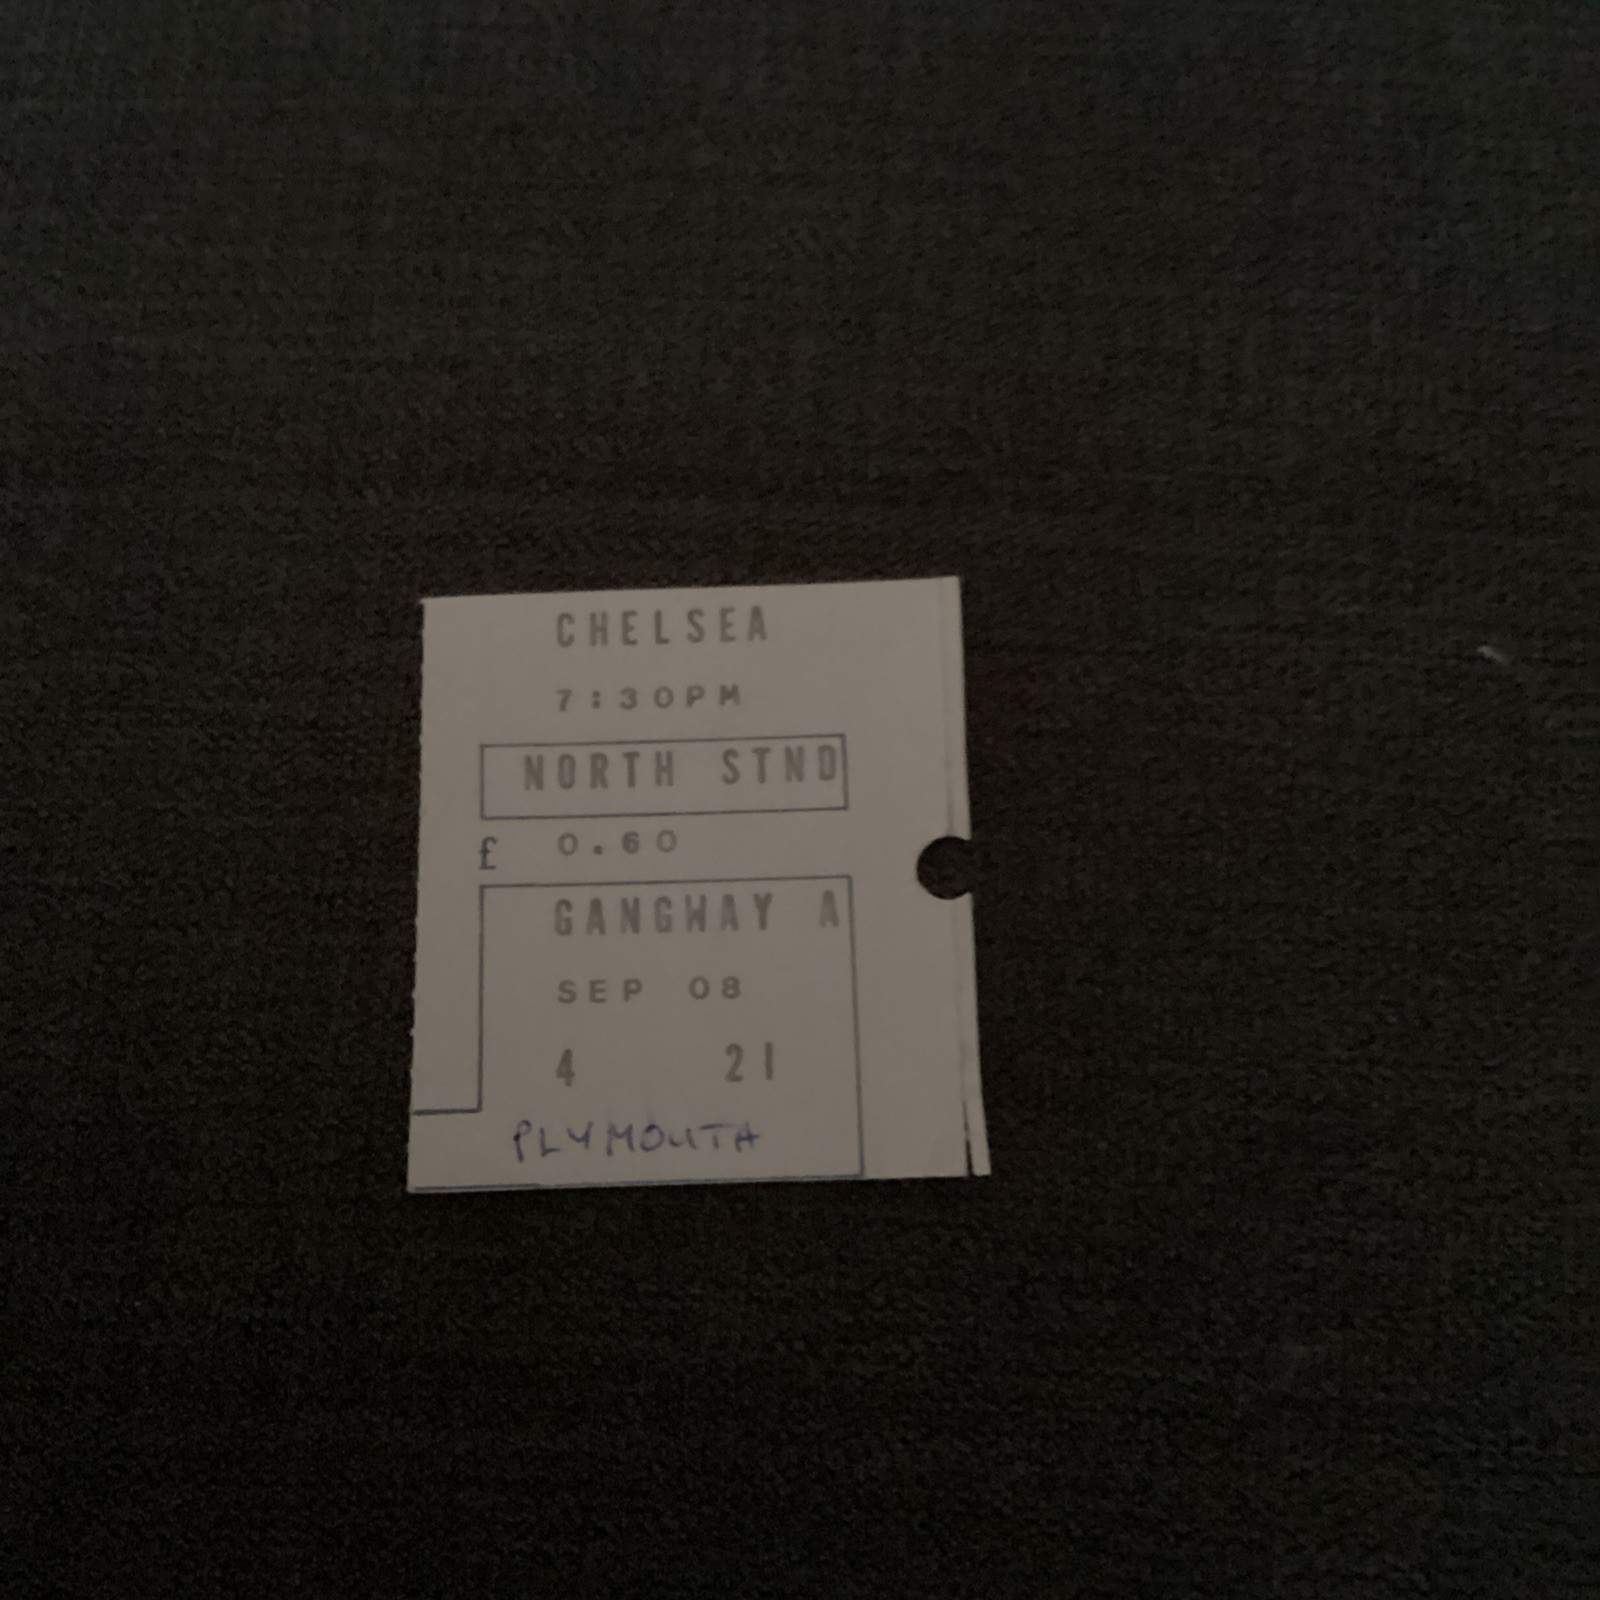 CHELSEA
7:30PM
NORTH STND
£ 0.60
GANGWAY A
SEP 08
4 21
PLYMOUTH